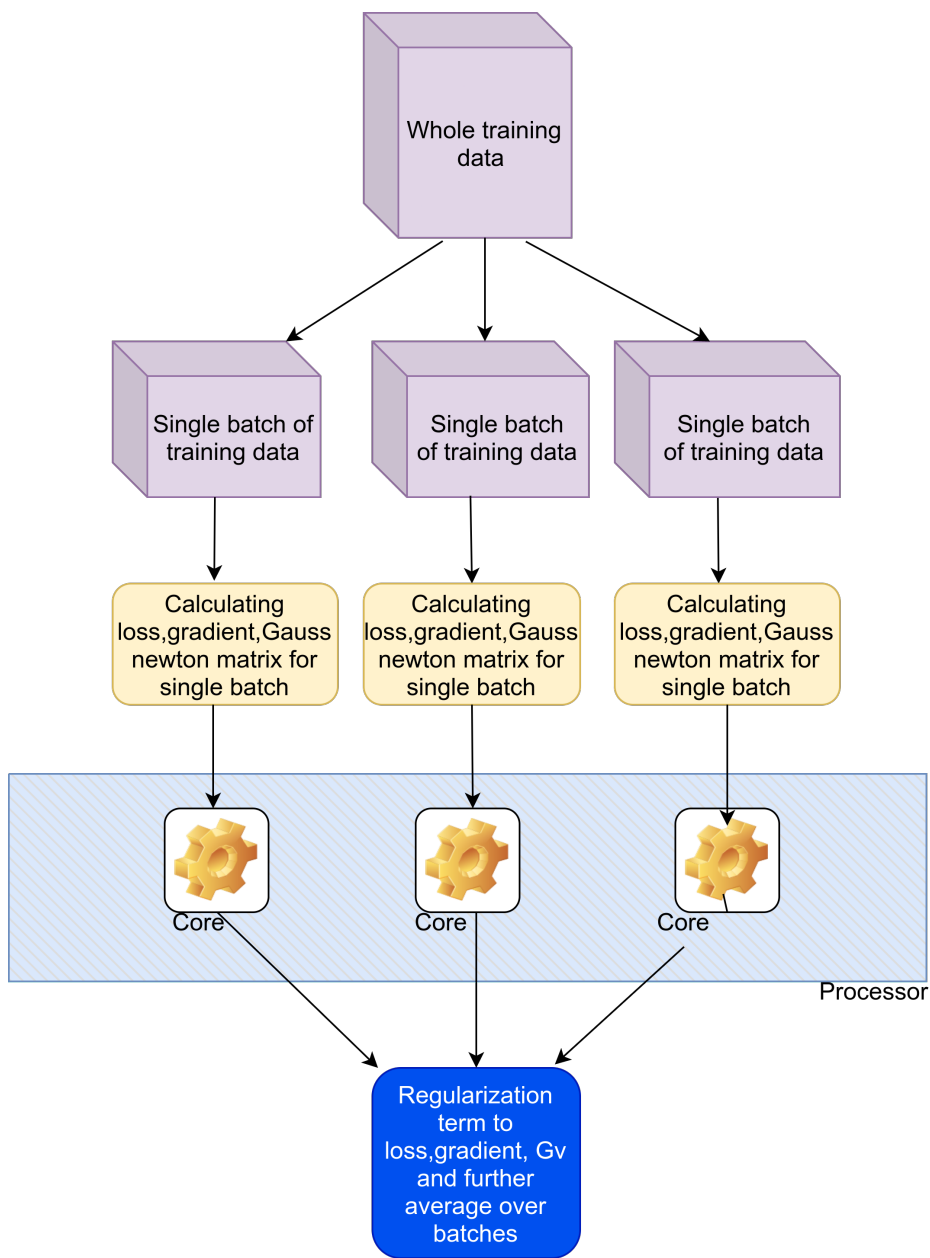 Whole training
data
Single batch of
training data
Single batch
of training data
Single batch
of training data
Calculating
loss,gradient,Gauss
newton matrix for
single batch
Calculating
loss,gradient,Gauss
newton matrix for
single batch
Calculating
loss,gradient,Gauss
newton matrix for
single batch
Core
Core
Core
Processor
Regularization
term to
loss,gradient, Gv
and further
average over
batches